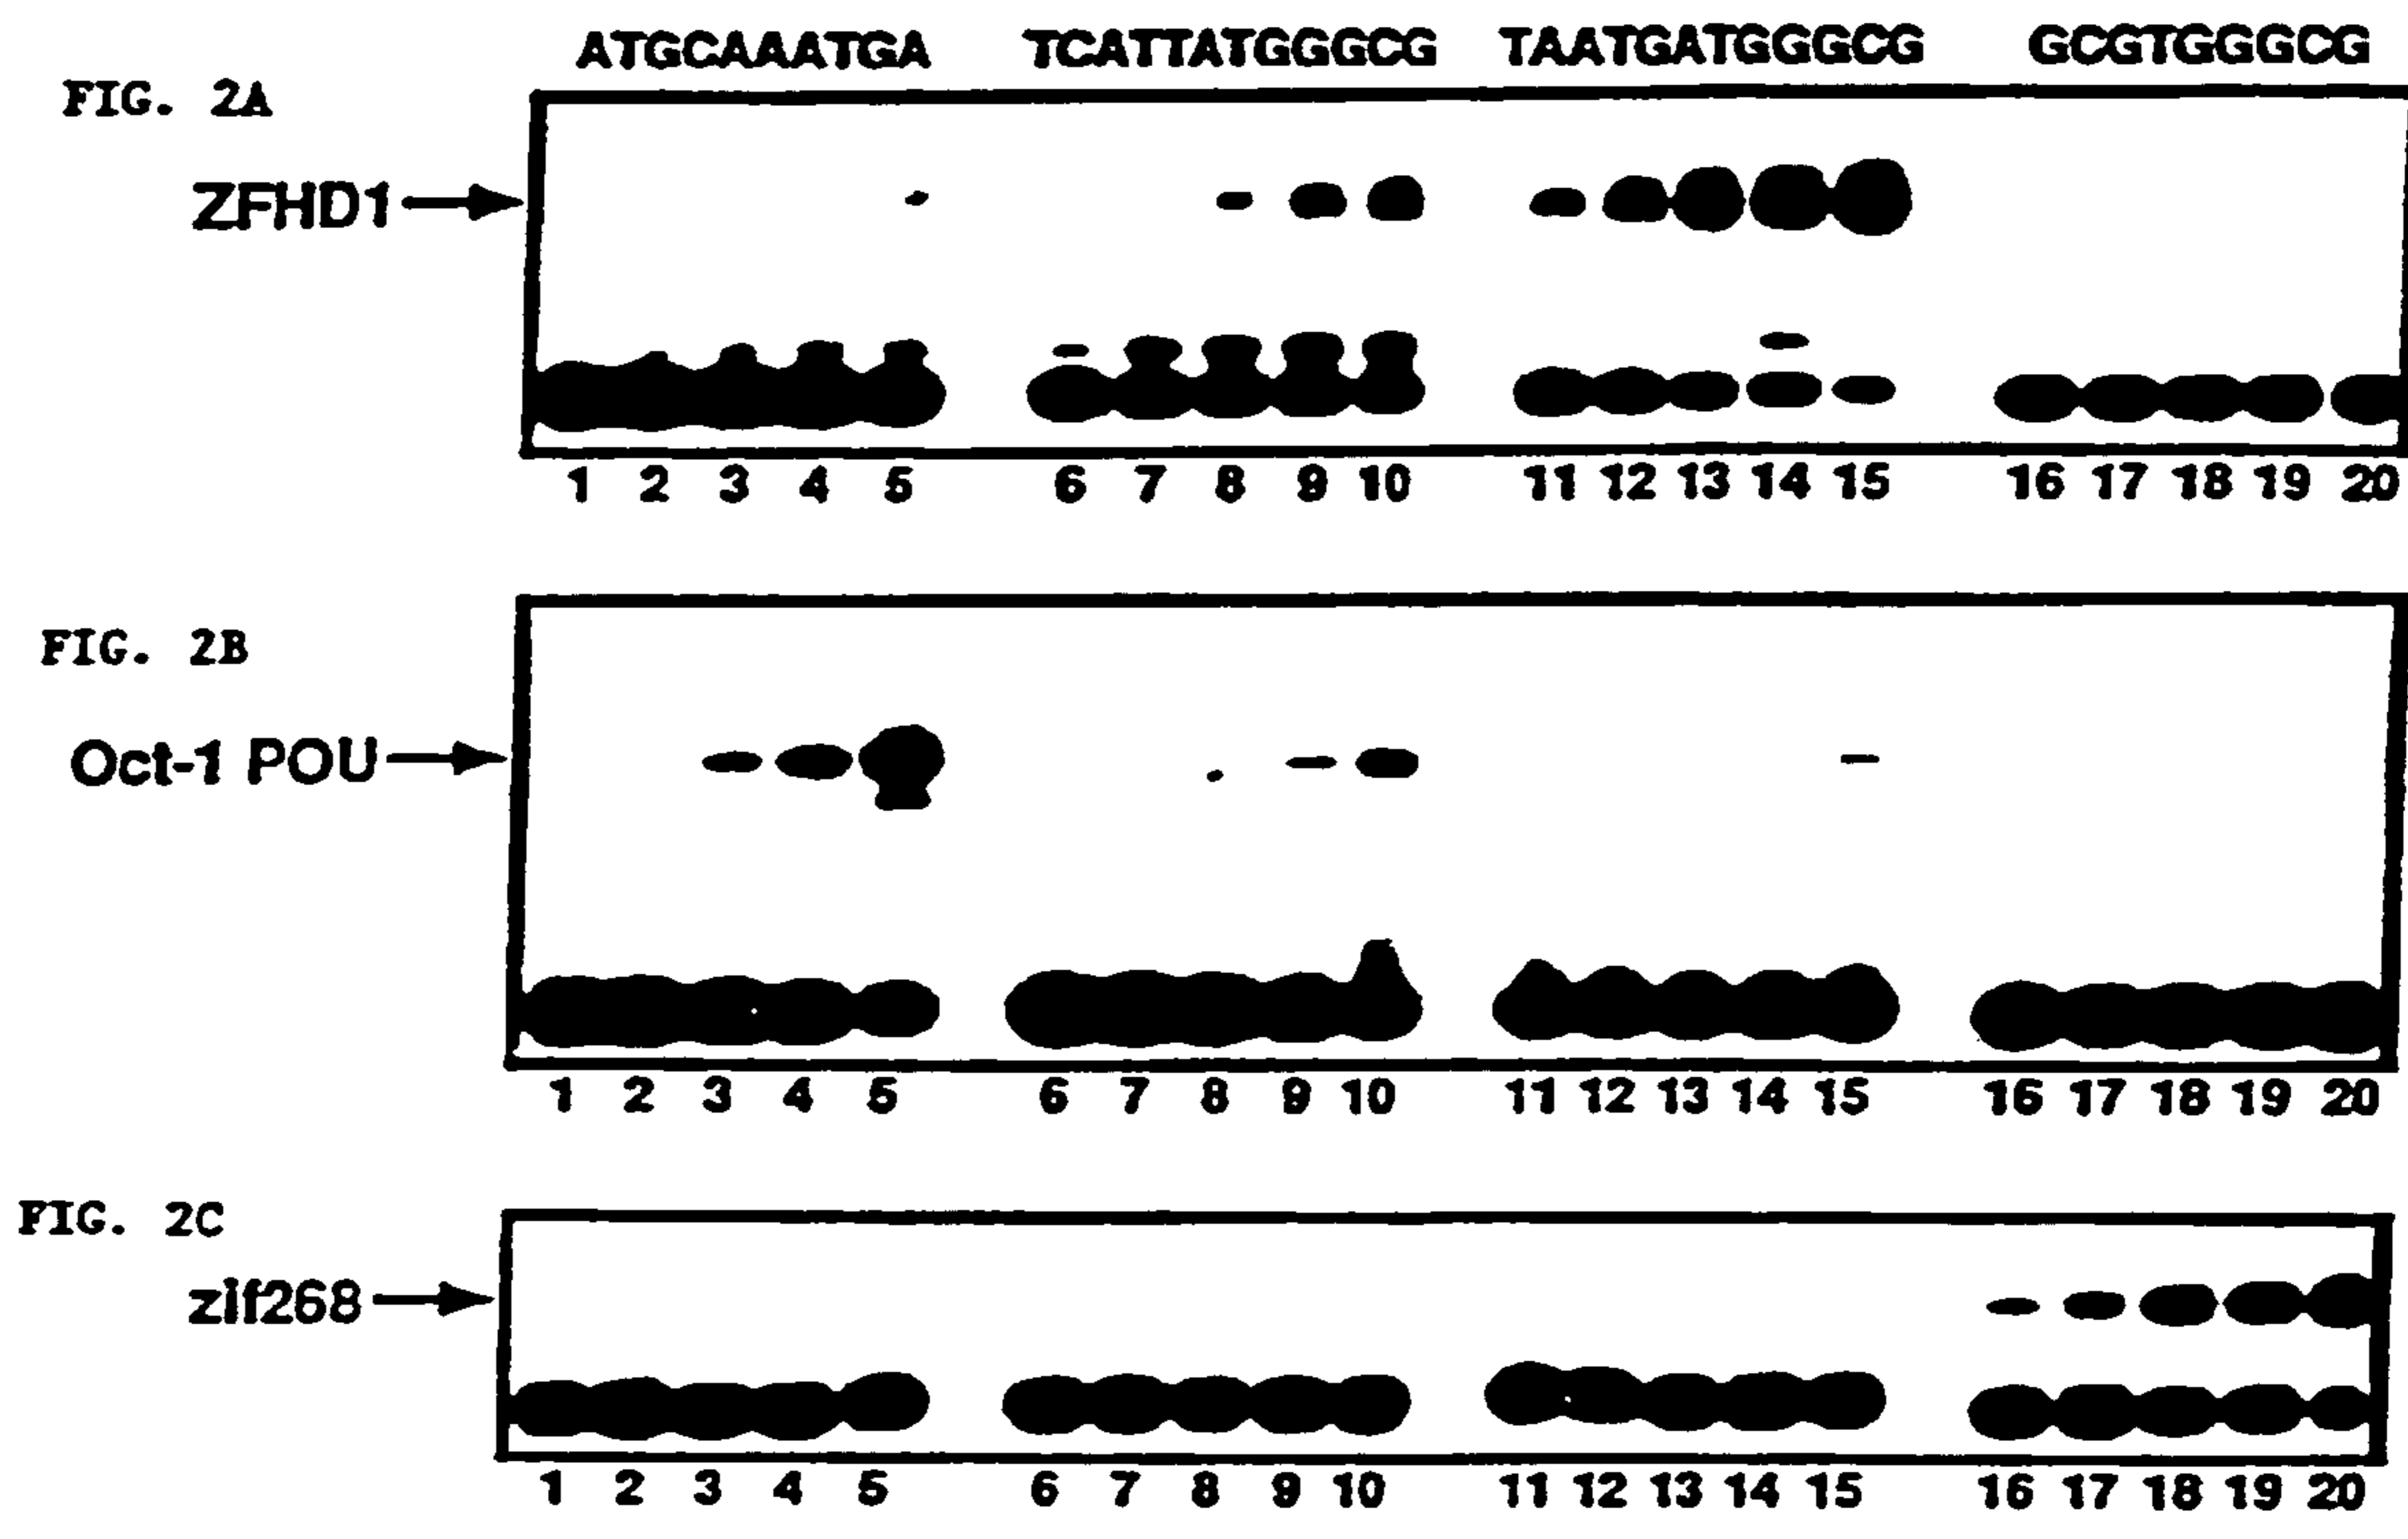 ATGCAAATGA TCATTATGGGCG TAATGATGGGCG GCGTGGGCG
FIG. 2A
ZFHD1
1 2 3 4 5 6 7 8 9 10 11 12 13 14 15 16 17 18 19 20
FIG. 2B
Oct-1 POU
1 2 3 4 5 6 7 8 9 10 11 12 13 14 15 16 17 18 19 20
FIG. 2C
zif268
1 2 3 4 5 6 7 8 9 10 11 12 13 14 15 16 17 18 19 20